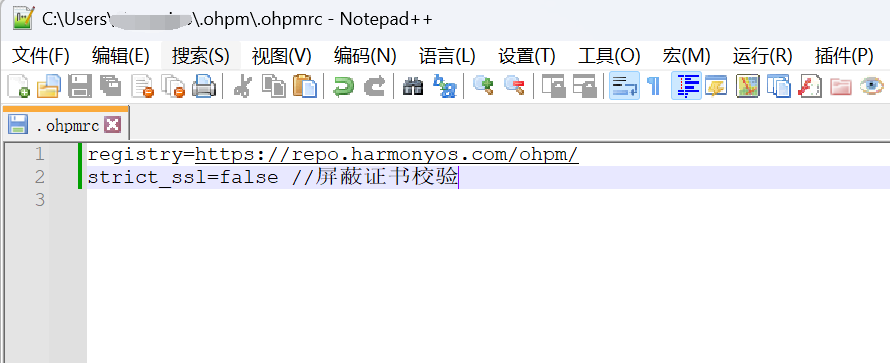 C:\Users\.ohpm\.ohpmrc - Notepad++
文件(F) 编辑(E) 搜索(S) 视图(V) 编码(N) 语言(L) 设置(T) 工具(O) 宏(M) 运行(R) 插件(P)
.ohpmrc
1 registry=https://repo.harmonyos.com/ohpm/
2 strict_ssl=false //屏蔽证书校验
3